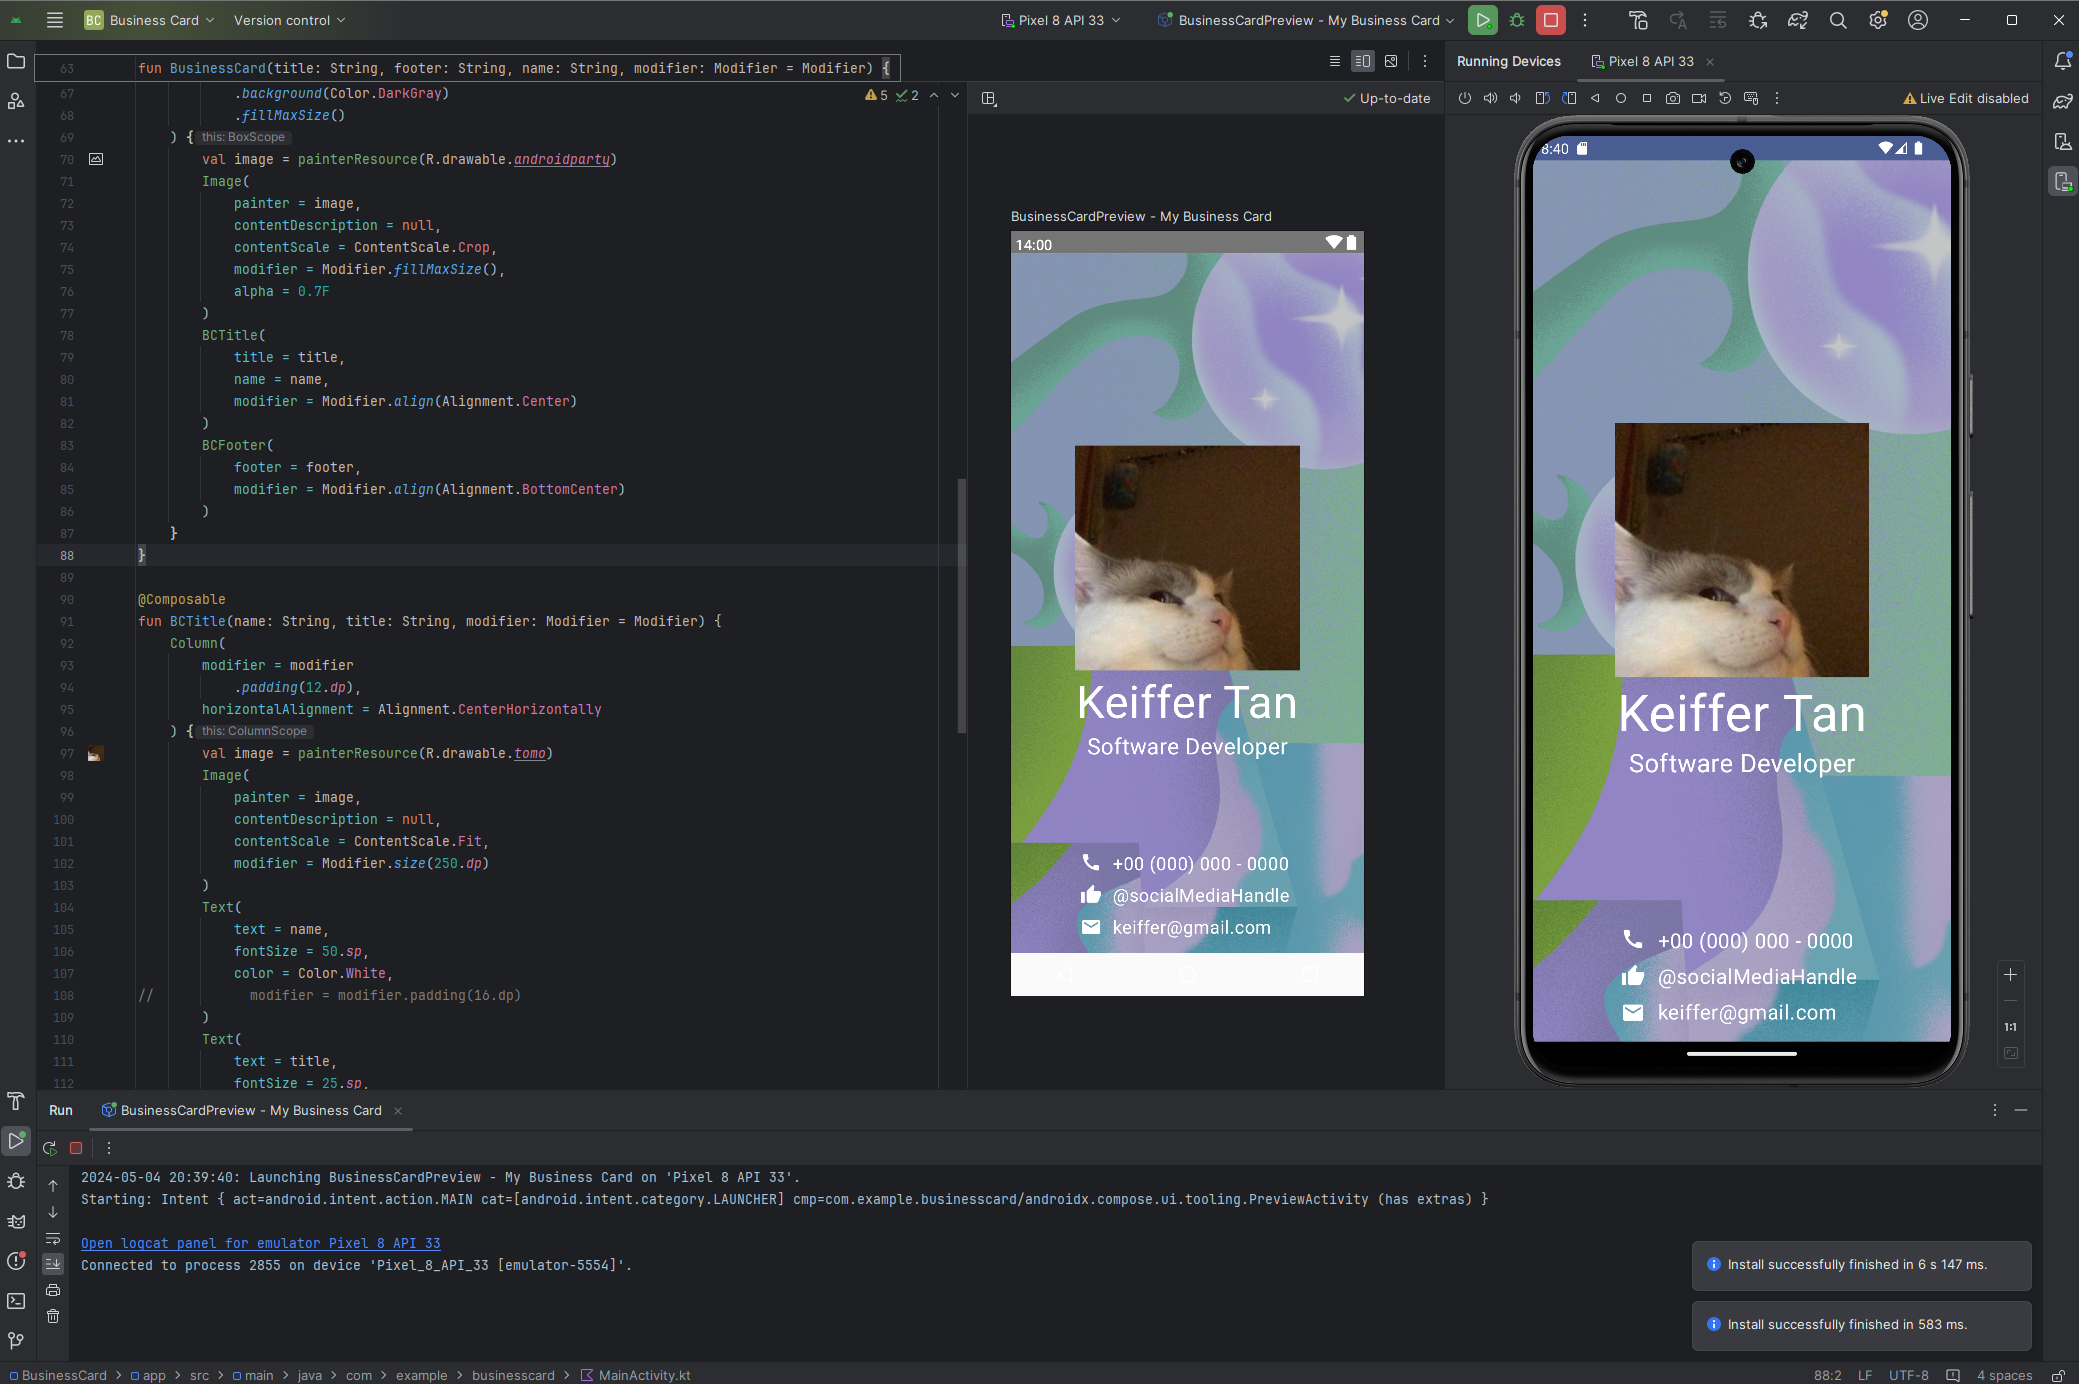 BC Business Card Version control Pixel 8 API 33 BusinessCardPreview - My Business Card
63 fun BusinessCard(title: String, footer: String, name: String, modifier: Modifier = Modifier) {
67 .background(Color.DarkGray)
68 .fillMaxSize()
69 ) { this: BoxScope
70 val image = painterResource(R.drawable.androidparty)
71 Image(
72 painter = image,
73 contentDescription = null,
74 contentScale = ContentScale.Crop,
75 modifier = Modifier.fillMaxSize(),
76 alpha = 0.7F
77 )
78 BCTitle(
79 title = title,
80 name = name,
81 modifier = Modifier.align(Alignment.Center)
82 )
83 BCFooter(
84 footer = footer,
85 modifier = Modifier.align(Alignment.BottomCenter)
86 )
87 }
88 }
89
90 @Composable
91 fun BCTitle(name: String, title: String, modifier: Modifier = Modifier) {
92 Column(
93 modifier = modifier
94 .padding(12.dp),
95 horizontalAlignment = Alignment.CenterHorizontally
96 ) { this: ColumnScope
97 val image = painterResource(R.drawable.tomo)
98 Image(
99 painter = image,
100 contentDescription = null,
101 contentScale = ContentScale.Fit,
102 modifier = Modifier.size(250.dp)
103 )
104 Text(
105 text = name,
106 fontSize = 50.sp,
107 color = Color.White,
108 // modifier = modifier.padding(16.dp)
109 )
110 Text(
111 text = title,
112 fontSize = 25.sp,
5 2
Up-to-date
BusinessCardPreview - My Business Card
14:00
Keiffer Tan
Software Developer
+00 (000) 000 - 0000
@socialMediaHandle
keiffer@gmail.com
Running Devices Pixel 8 API 33
Live Edit disabled
8:40
Keiffer Tan
Software Developer
+00 (000) 000 - 0000
@socialMediaHandle
keiffer@gmail.com
1:1
Run BusinessCardPreview - My Business Card
2024-05-04 20:39:40: Launching BusinessCardPreview - My Business Card on 'Pixel 8 API 33'.
Starting: Intent { act=android.intent.action.MAIN cat=[android.intent.category.LAUNCHER] cmp=com.example.businesscard/androidx.compose.ui.tooling.PreviewActivity (has extras) }
Open logcat panel for emulator Pixel 8 API 33
Connected to process 2855 on device 'Pixel_8_API_33 [emulator-5554]'.
Install successfully finished in 6 s 147 ms.
Install successfully finished in 583 ms.
BusinessCard > app > src > main > java > com > example > businesscard > MainActivity.kt
88:2 LF UTF-8 4 spaces